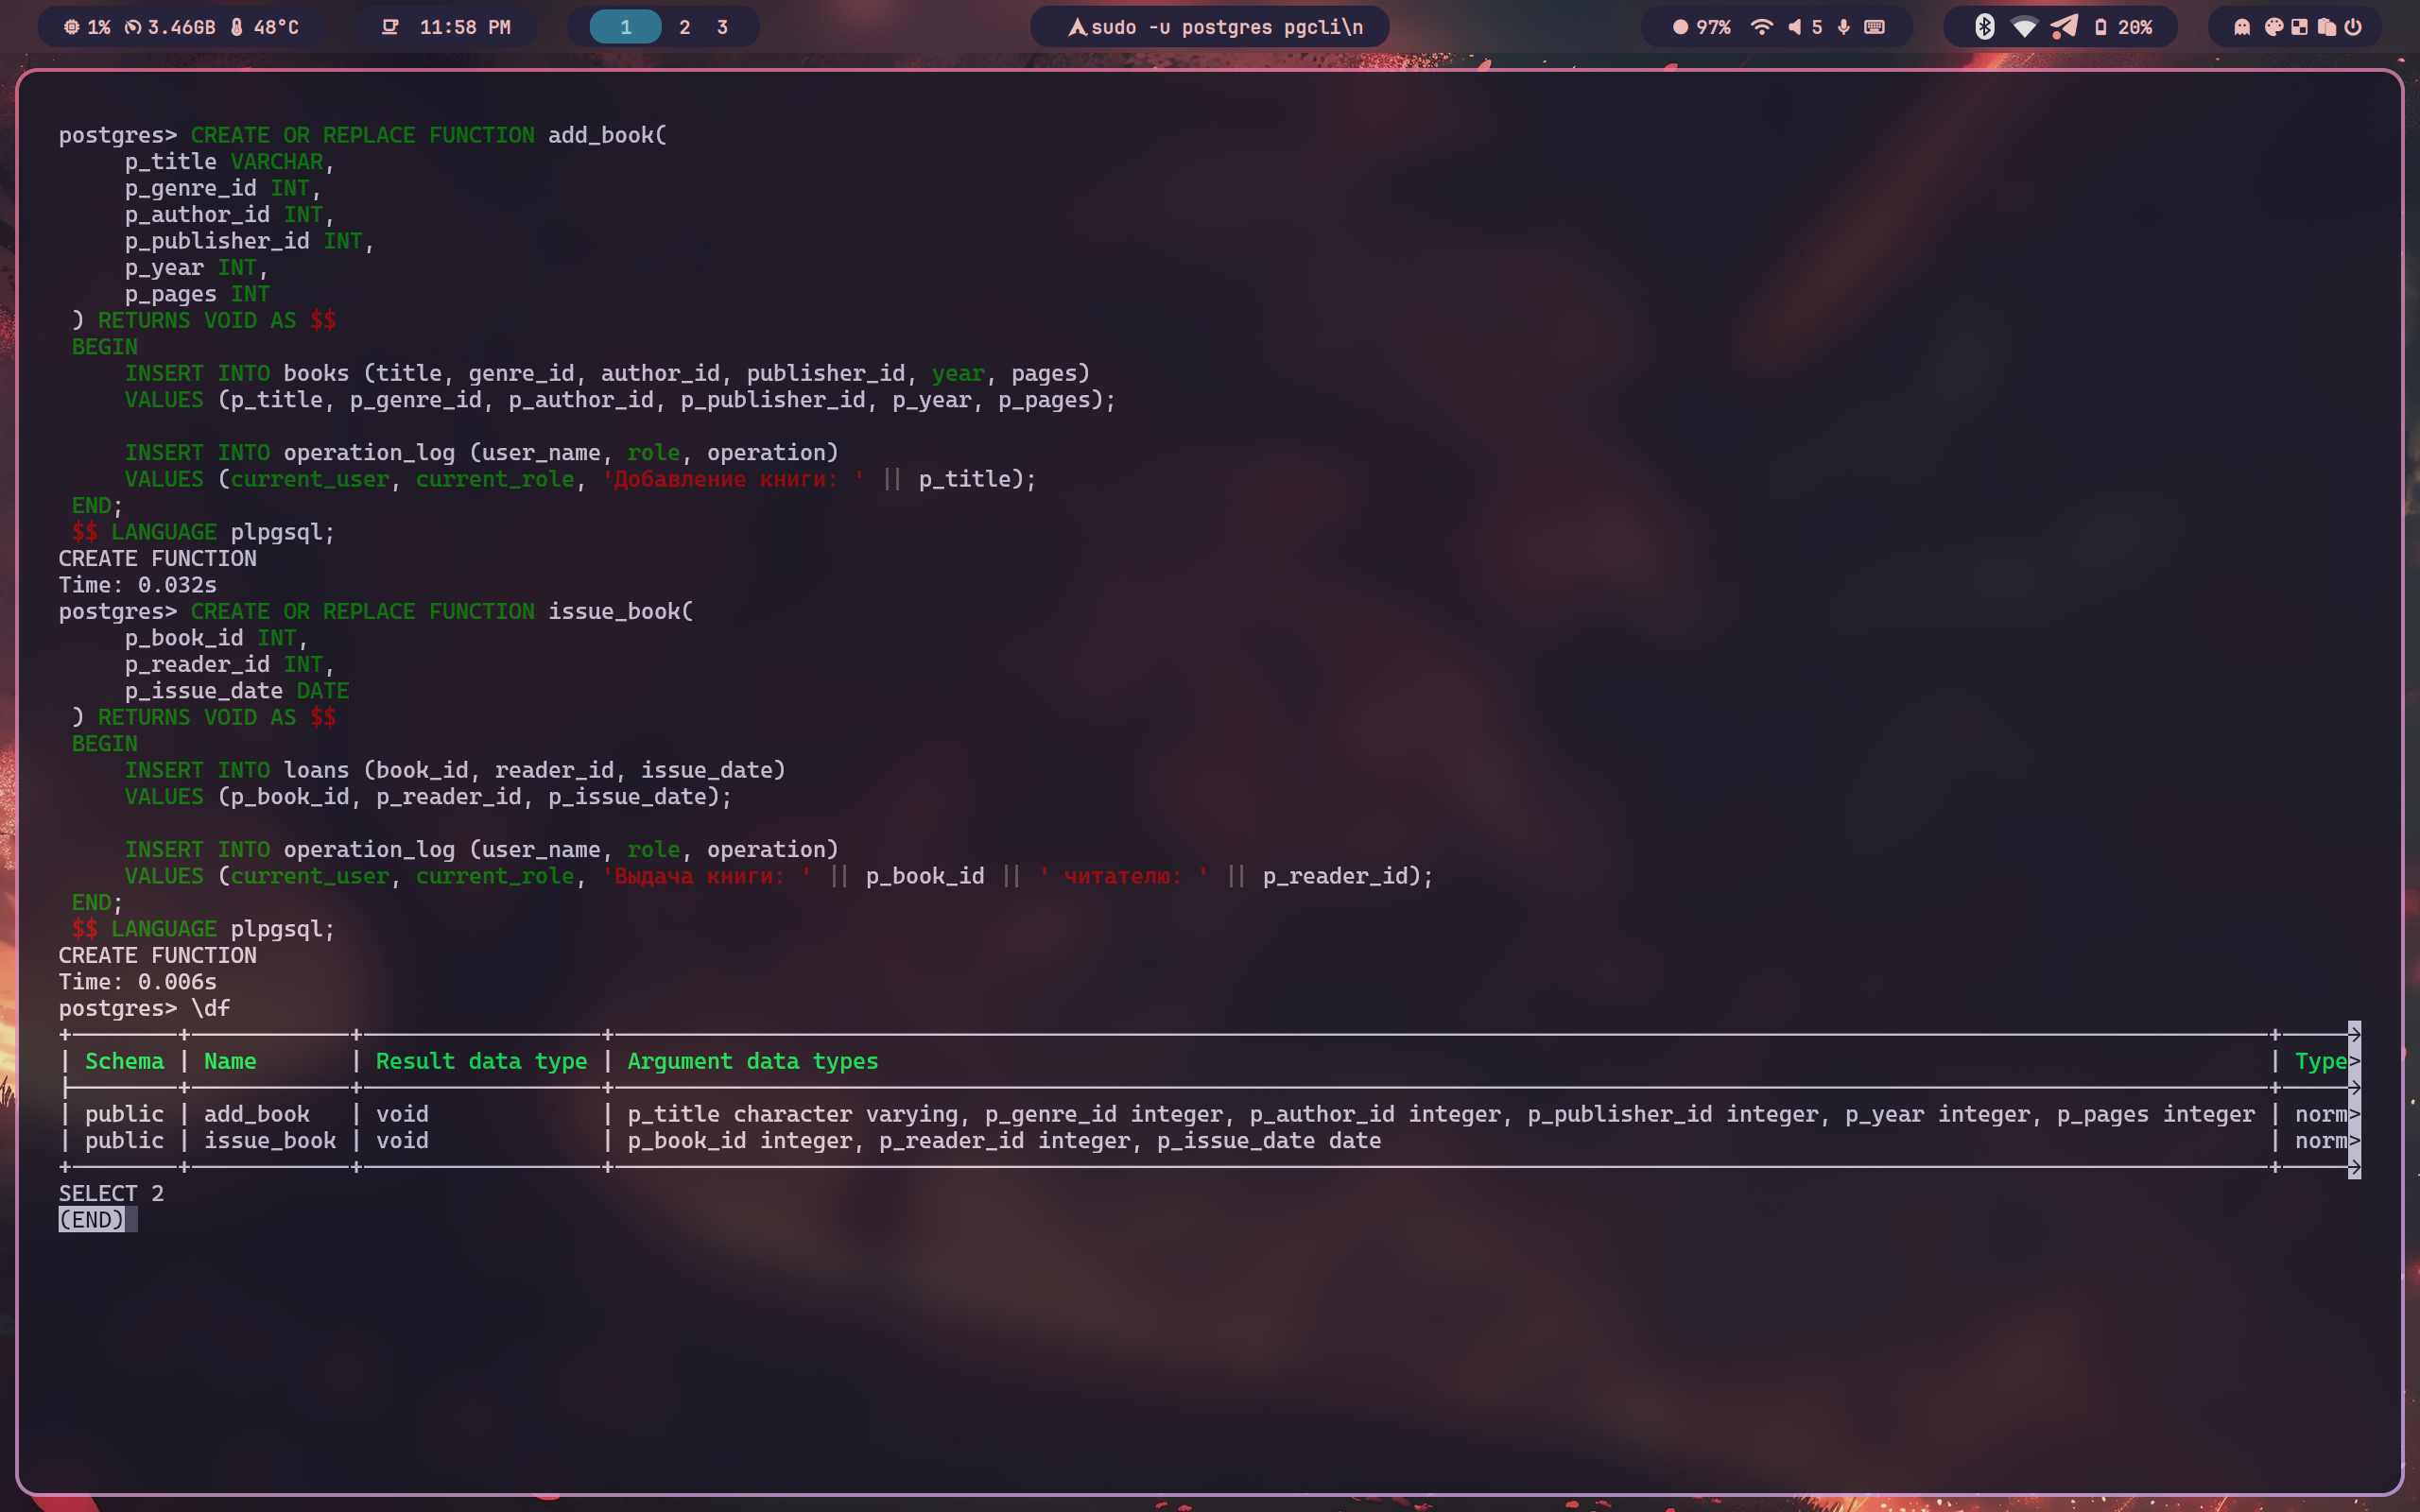 1% 3.46GB 48°C 11:58 PM 1 2 3 sudo -u postgres pgcli\n 97% 5 20%
postgres> CREATE OR REPLACE FUNCTION add_book(
p_title VARCHAR,
p_genre_id INT,
p_author_id INT,
p_publisher_id INT,
p_year INT,
p_pages INT
) RETURNS VOID AS $$
BEGIN
INSERT INTO books (title, genre_id, author_id, publisher_id, year, pages)
VALUES (p_title, p_genre_id, p_author_id, p_publisher_id, p_year, p_pages);
INSERT INTO operation_log (user_name, role, operation)
VALUES (current_user, current_role, 'Добавление книги: ' || p_title);
END;
$$ LANGUAGE plpgsql;
CREATE FUNCTION
Time: 0.032s
postgres> CREATE OR REPLACE FUNCTION issue_book(
p_book_id INT,
p_reader_id INT,
p_issue_date DATE
) RETURNS VOID AS $$
BEGIN
INSERT INTO loans (book_id, reader_id, issue_date)
VALUES (p_book_id, p_reader_id, p_issue_date);
INSERT INTO operation_log (user_name, role, operation)
VALUES (current_user, current_role, 'Выдача книги: ' || p_book_id || ' читателю: ' || p_reader_id);
END;
$$ LANGUAGE plpgsql;
CREATE FUNCTION
Time: 0.006s
postgres> \df
| Schema | Name | Result data type | Argument data types | Type>
| public | add_book | void | p_title character varying, p_genre_id integer, p_author_id integer, p_publisher_id integer, p_year integer, p_pages integer | norm>
| public | issue_book | void | p_book_id integer, p_reader_id integer, p_issue_date date | norm>
SELECT 2
(END)